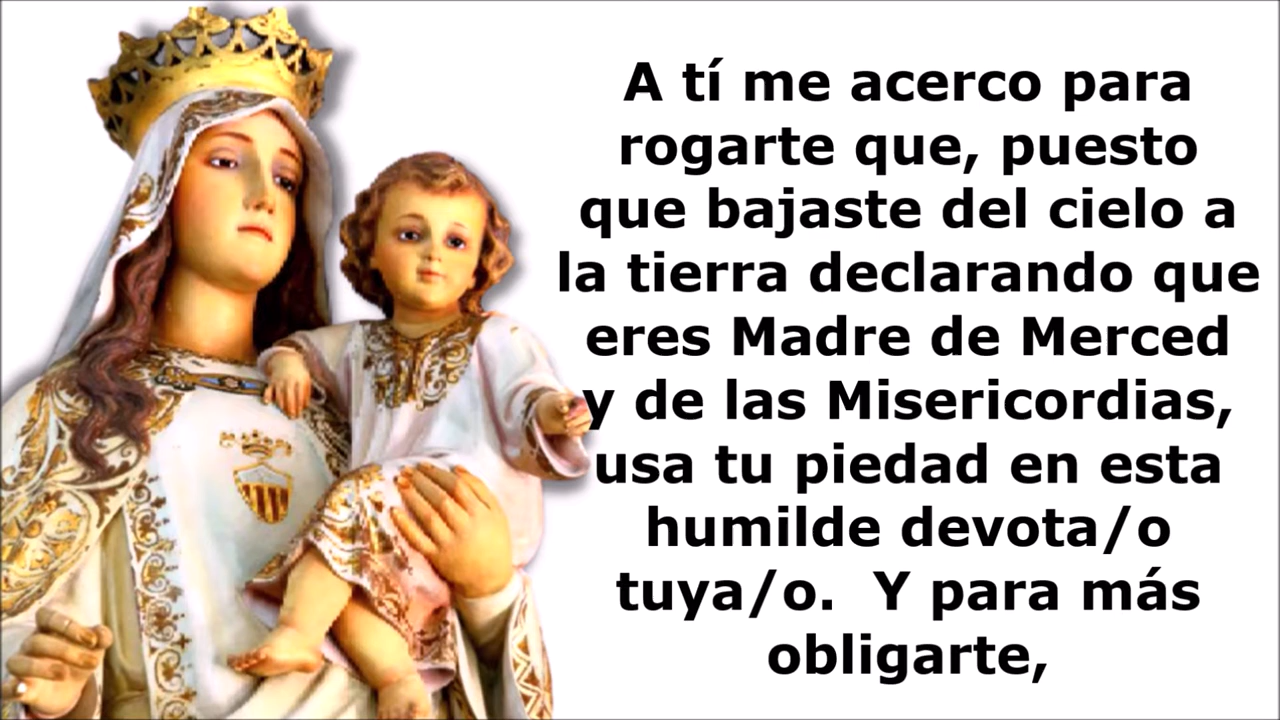 A tí me acerco para
rogarte que, puesto
que bajaste del cielo a
la tierra declarando que
eres Madre de Merced
y de las Misericordias,
usa tu piedad en esta
humilde devota/o
tuya/o.  Y para más
obligarte,